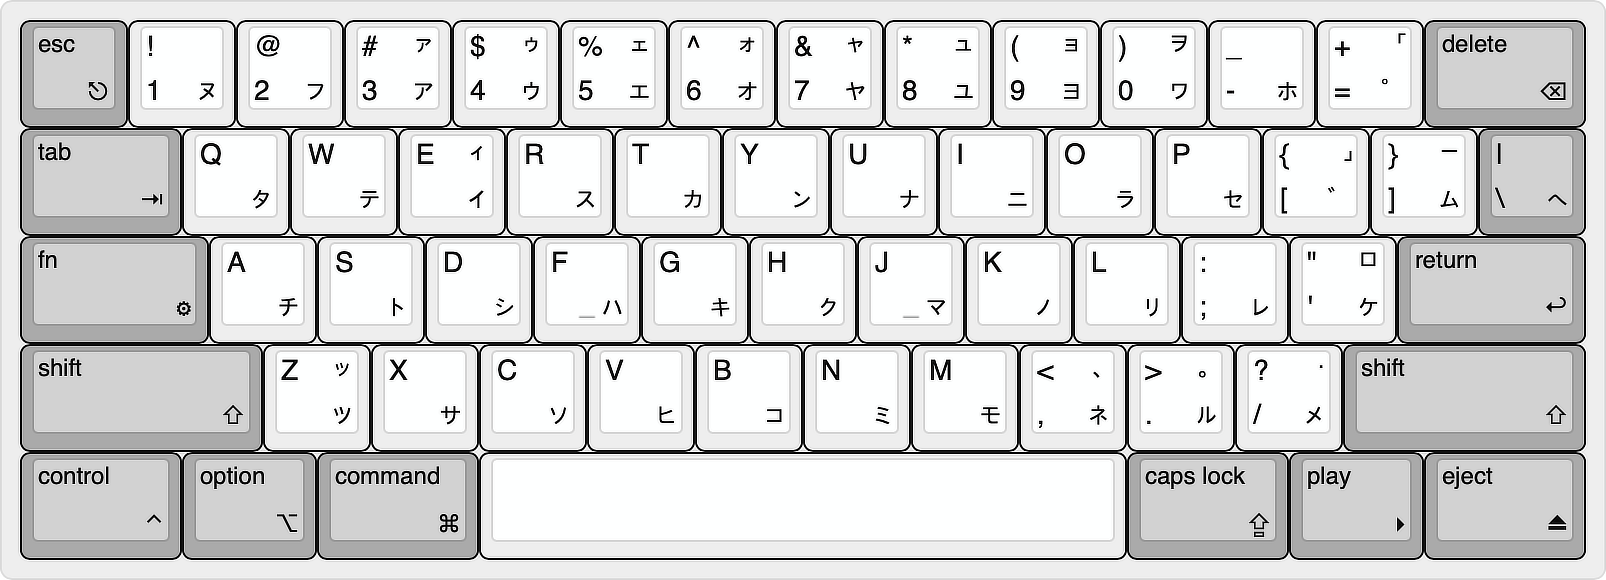 esc ! @ # ァ $ ゥ % ェ ^ ォ & ャ * ュ ( ョ ) ヲ _ + 「 delete
⎋ 1 ヌ 2 フ 3 ア 4 ウ 5 エ 6 オ 7 ヤ 8 ユ 9 ヨ 0 ワ - ホ = ゜ ⌫
tab Q W E ィ R T Y U I O P { 」 } ー |
⇥ タ テ イ ス カ ン ナ ニ ラ セ [ ゛ ] ム \ ヘ
fn A S D F G H J K L : " ロ return
⚙ チ ト シ _ ハ キ ク _ マ ノ リ ; レ ' ケ ↩
shift Z ッ X C V B N M < 、 > 。 ? ・ shift
⇧ ツ サ ソ ヒ コ ミ モ , ネ . ル / メ ⇧
control option command caps lock play eject
⌃ ⌥ ⌘ ⇪ ▶ ⏏